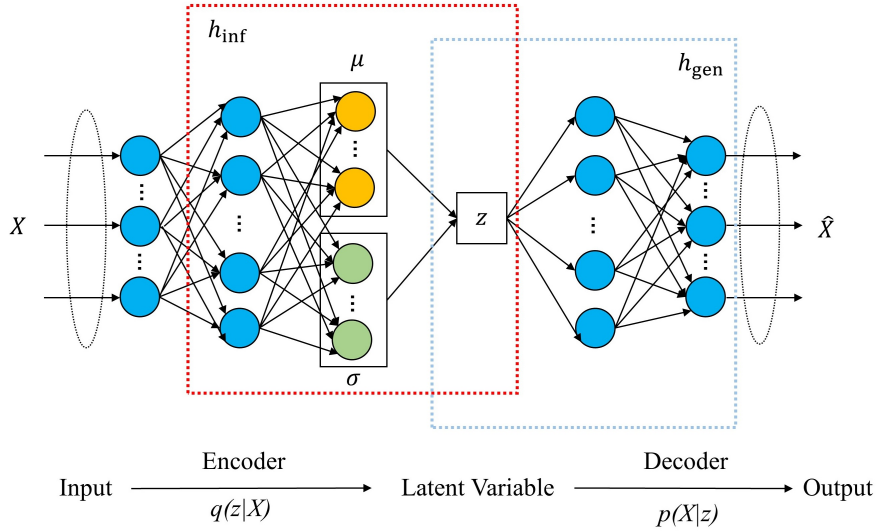 h_inf
μ
h_gen
X
z
X̂
σ
Encoder
Decoder
Input
Latent Variable
Output
q(z|X)
p(X|z)